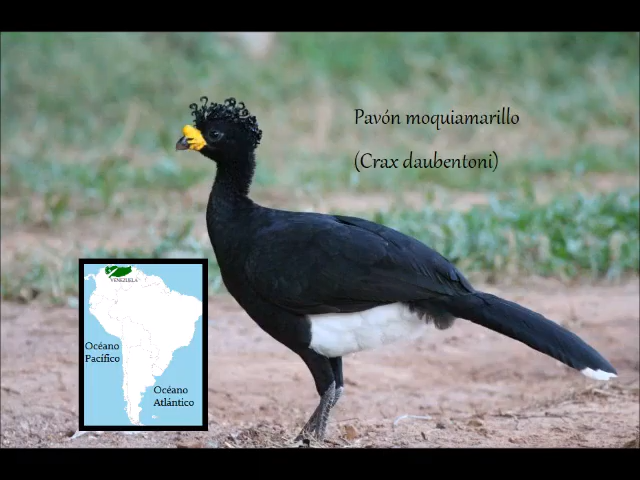 Pavón moquiamarillo
(Crax daubentoni)
VENEZUELA
Océano
Pacífico
Océano
Atlántico